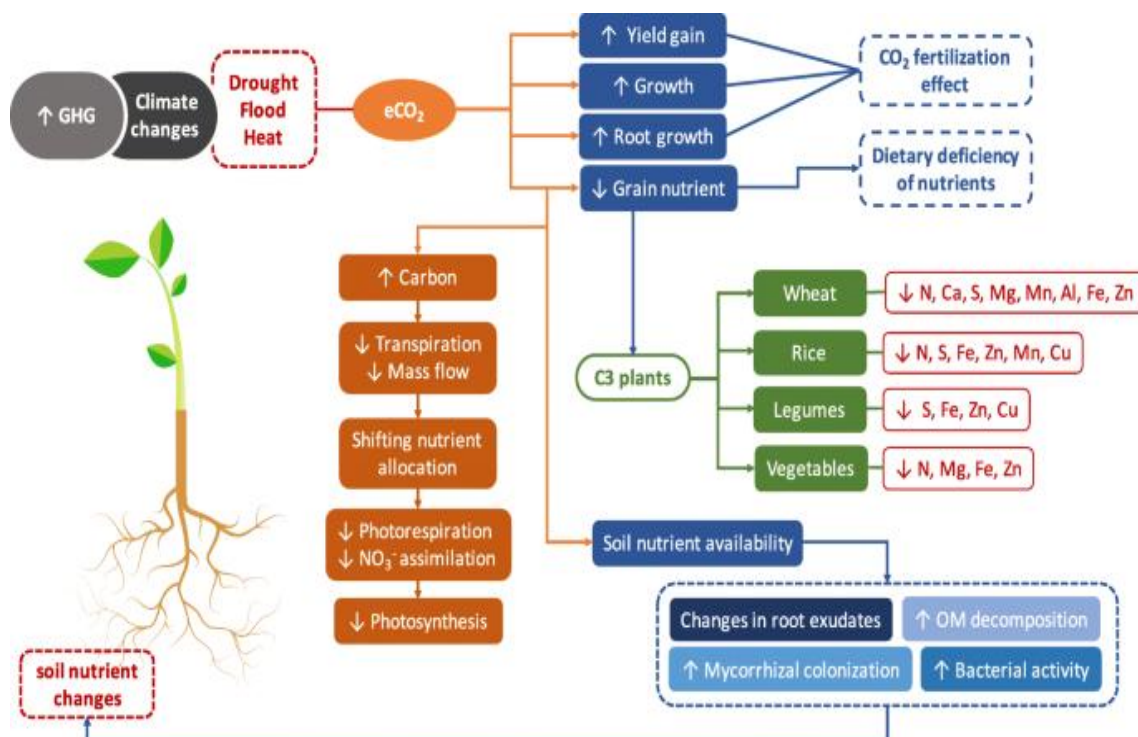 ↑ GHG
Climate
changes
Drought
Flood
Heat
eCO₂
↑ Yield gain
↑ Growth
↑ Root growth
↓ Grain nutrient
CO₂ fertilization
effect
Dietary deficiency
of nutrients
↑ Carbon
↓ Transpiration
↓ Mass flow
Shifting nutrient
allocation
↓ Photorespiration
↓ NO₃⁻ assimilation
↓ Photosynthesis
C3 plants
Wheat
↓ N, Ca, S, Mg, Mn, Al, Fe, Zn
Rice
↓ N, S, Fe, Zn, Mn, Cu
Legumes
↓ S, Fe, Zn, Cu
Vegetables
↓ N, Mg, Fe, Zn
Soil nutrient availability
Changes in root exudates
↑ OM decomposition
↑ Mycorrhizal colonization
↑ Bacterial activity
soil nutrient
changes